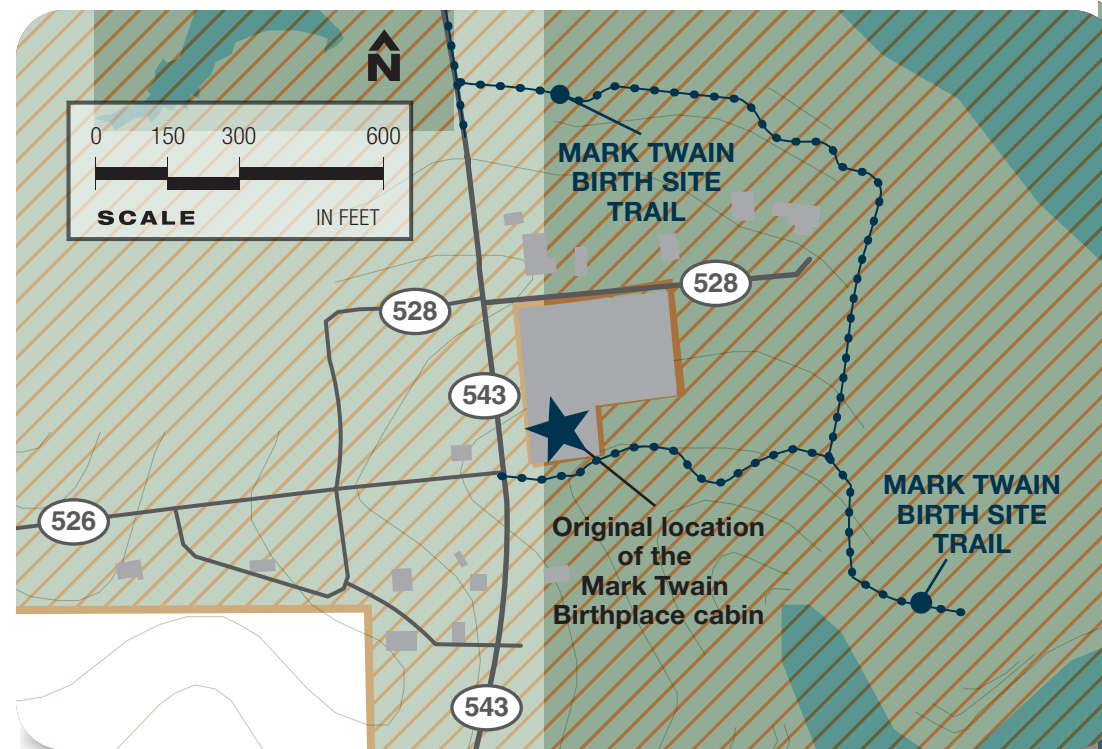 N
0 150 300 600
SCALE IN FEET
MARK TWAIN
BIRTH SITE
TRAIL
528
528
543
526
MARK TWAIN
BIRTH SITE
TRAIL
Original location
of the
Mark Twain
Birthplace cabin
543